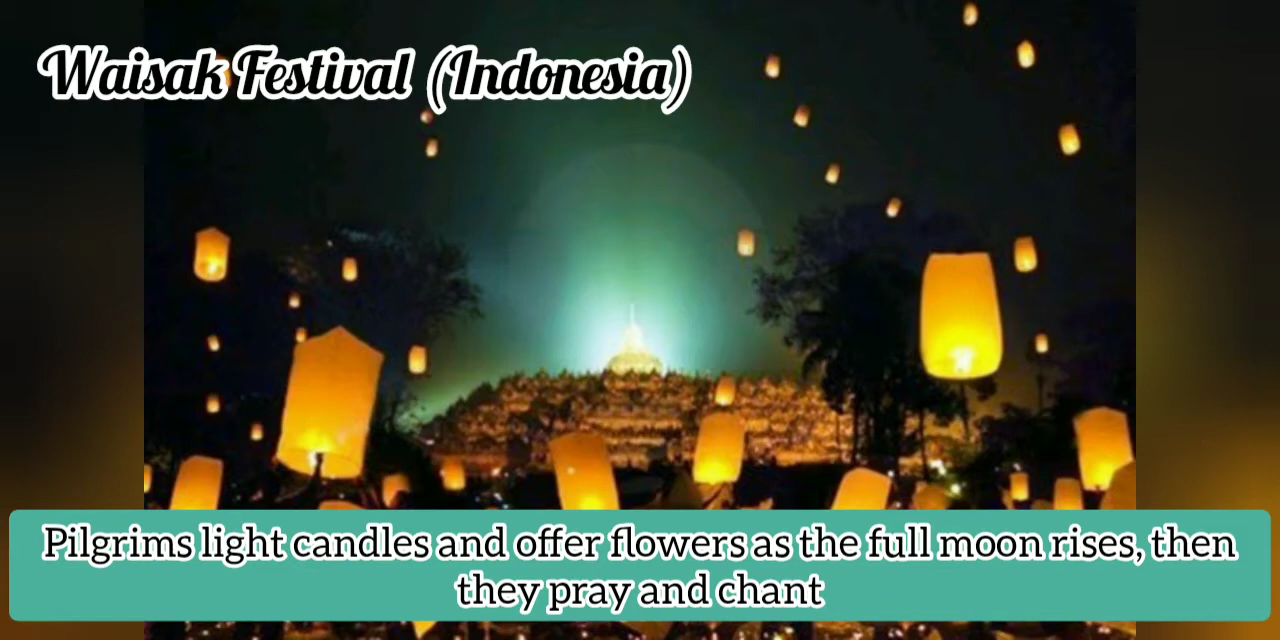 Waisak Festival (Indonesia)
Pilgrims light candles and offer flowers as the full moon rises, then
they pray and chant